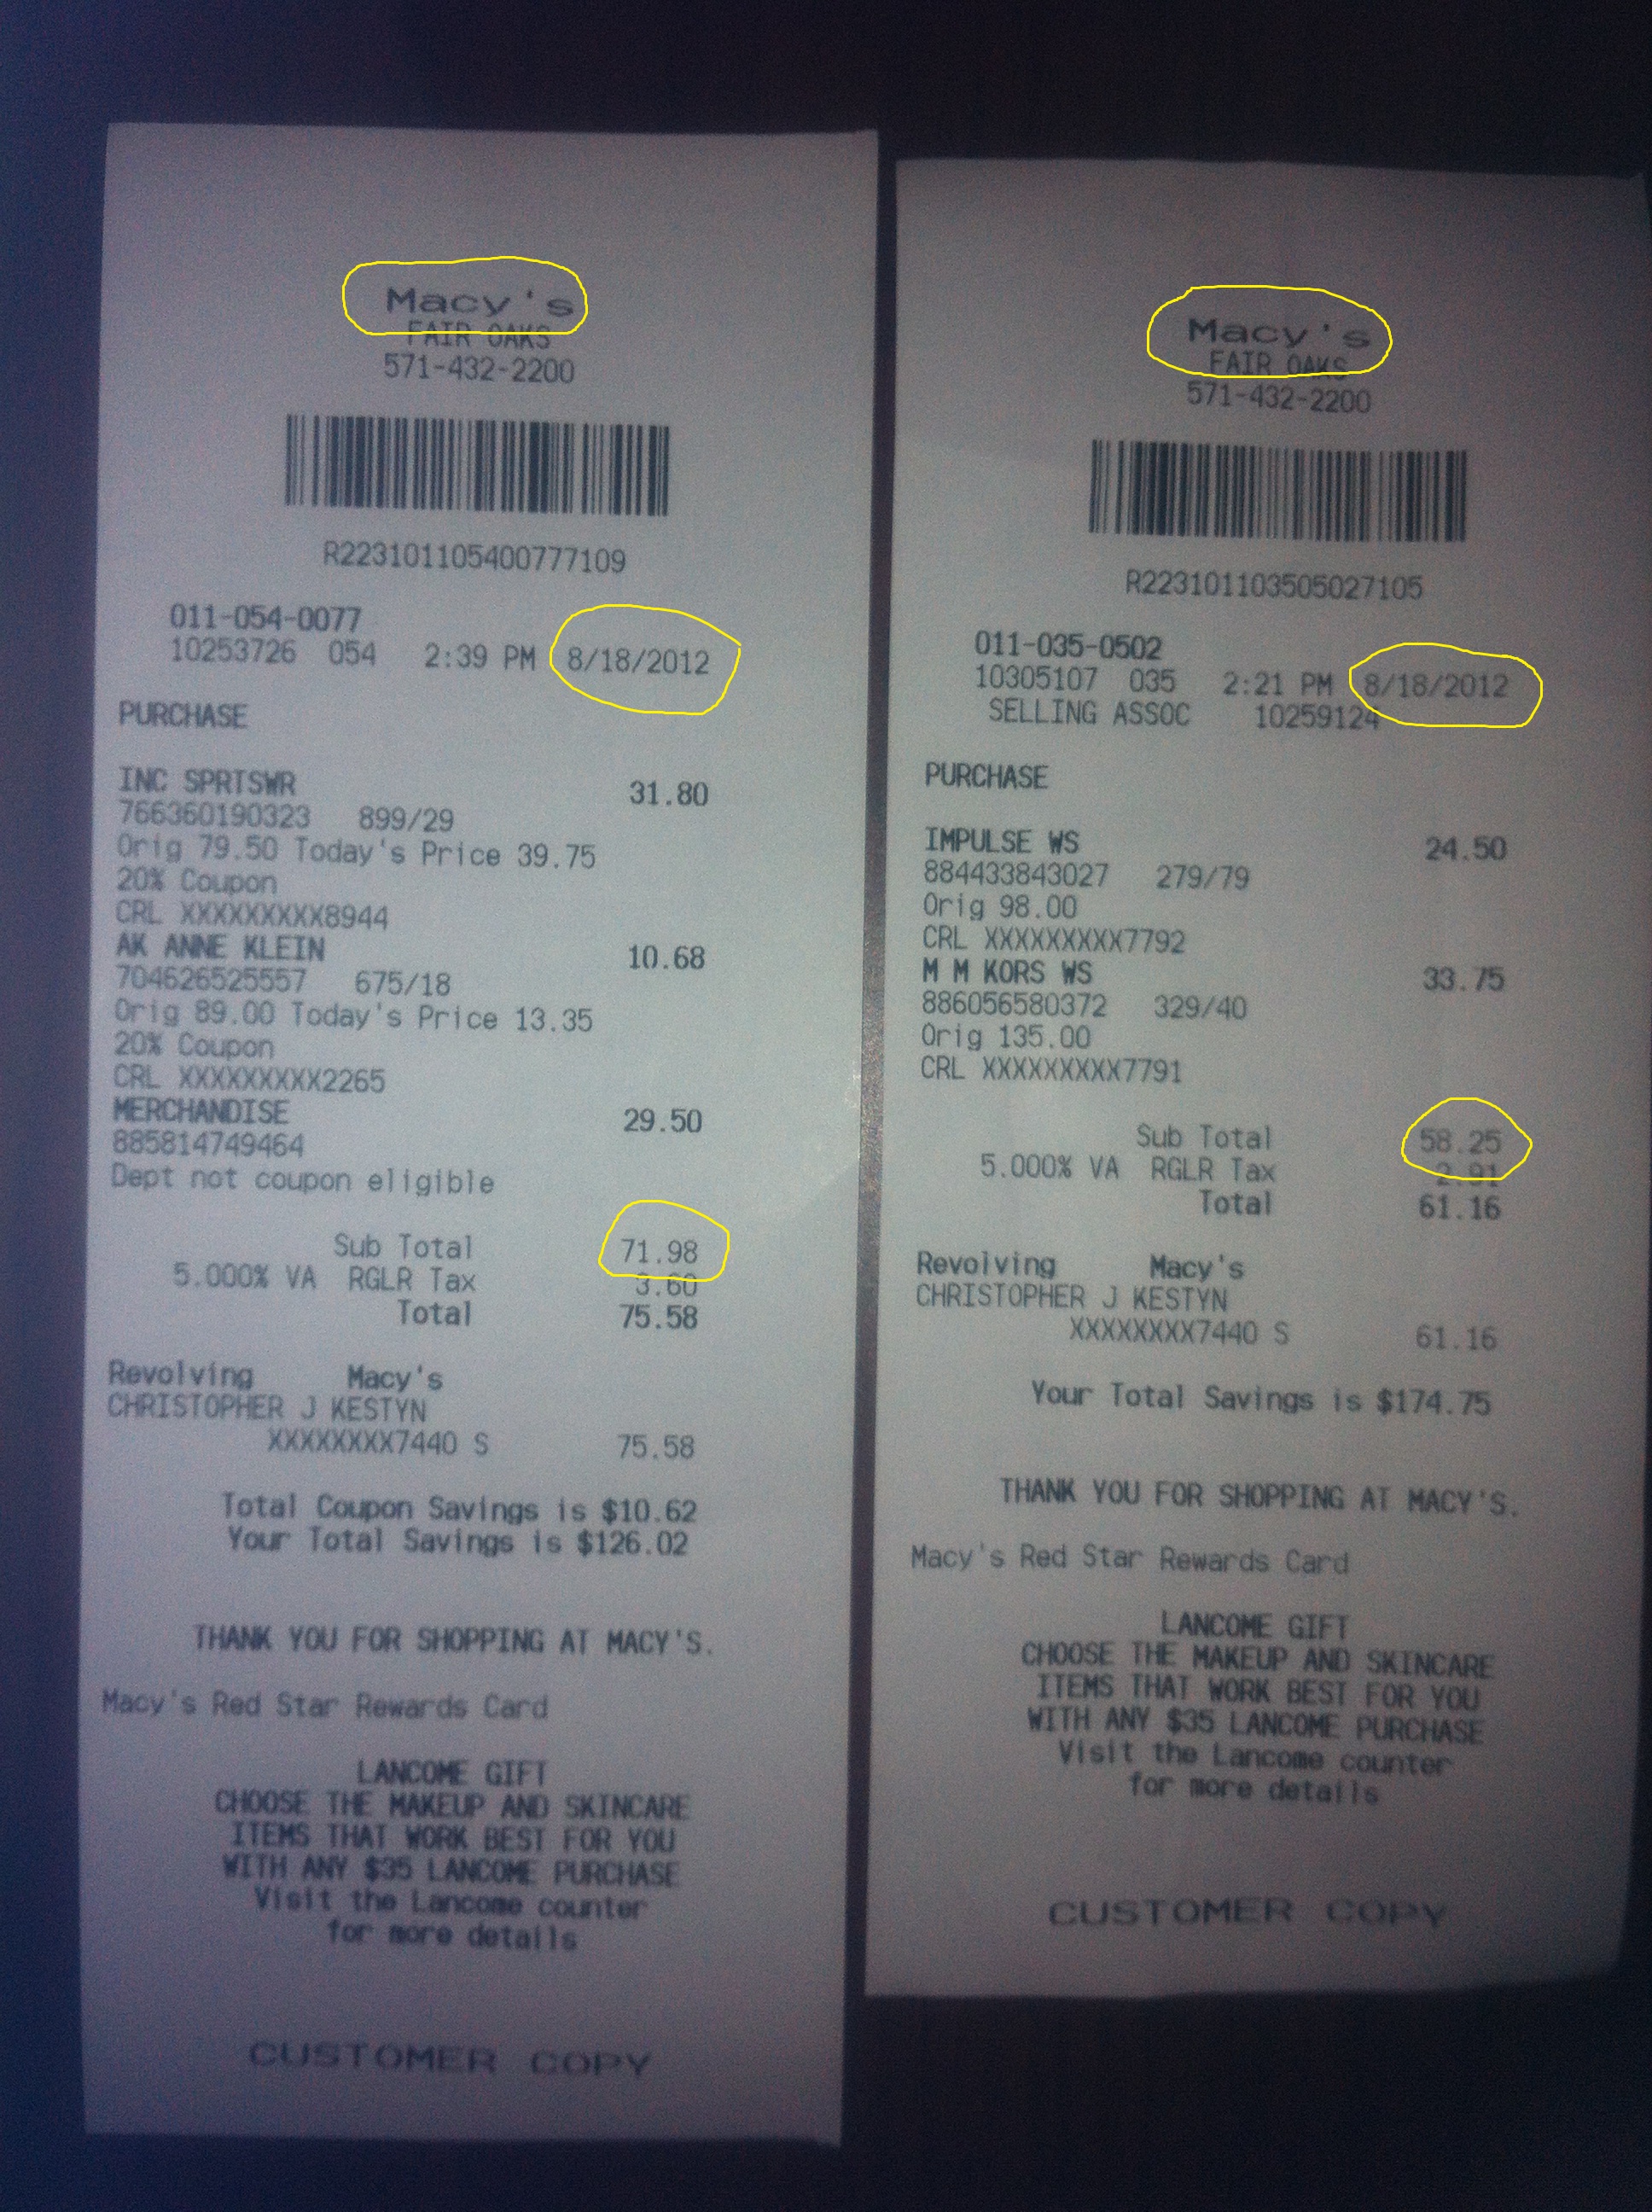 Macy's
FAIR OAKS
571-432-2200
R223101105400777109
011-054-0077
10253726 054 2:39 PM 8/18/2012
PURCHASE
INC SPRTSWR 31.80
766360190323 899/29
Orig 79.50 Today's Price 39.75
20% Coupon
CRL XXXXXXXXX8944
AK ANNE KLEIN 10.68
704626525557 675/18
Orig 89.00 Today's Price 13.35
20% Coupon
CRL XXXXXXXXX2265
MERCHANDISE 29.50
885814749464
Dept not coupon eligible
Sub Total 71.98
5.000% VA RGLR Tax 3.60
Total 75.58
Revolving Macy's
CHRISTOPHER J KESTYN
XXXXXXXX7440 S 75.58
Total Coupon Savings is $10.62
Your Total Savings is $126.02
THANK YOU FOR SHOPPING AT MACY'S.
Macy's Red Star Rewards Card
LANCOME GIFT
CHOOSE THE MAKEUP AND SKINCARE
ITEMS THAT WORK BEST FOR YOU
WITH ANY $35 LANCOME PURCHASE
Visit the Lancome counter
for more details
CUSTOMER COPY
Macy's
FAIR OAKS
571-432-2200
R223101103505027105
011-035-0502
10305107 035 2:21 PM 8/18/2012
SELLING ASSOC 10259124
PURCHASE
IMPULSE WS 24.50
884433843027 279/79
Orig 98.00
CRL XXXXXXXXX7792
M M KORS WS 33.75
886056580372 329/40
Orig 135.00
CRL XXXXXXXXX7791
Sub Total 58.25
5.000% VA RGLR Tax 2.91
Total 61.16
Revolving Macy's
CHRISTOPHER J KESTYN
XXXXXXXX7440 S 61.16
Your Total Savings is $174.75
THANK YOU FOR SHOPPING AT MACY'S.
Macy's Red Star Rewards Card
LANCOME GIFT
CHOOSE THE MAKEUP AND SKINCARE
ITEMS THAT WORK BEST FOR YOU
WITH ANY $35 LANCOME PURCHASE
Visit the Lancome counter
for more details
CUSTOMER COPY